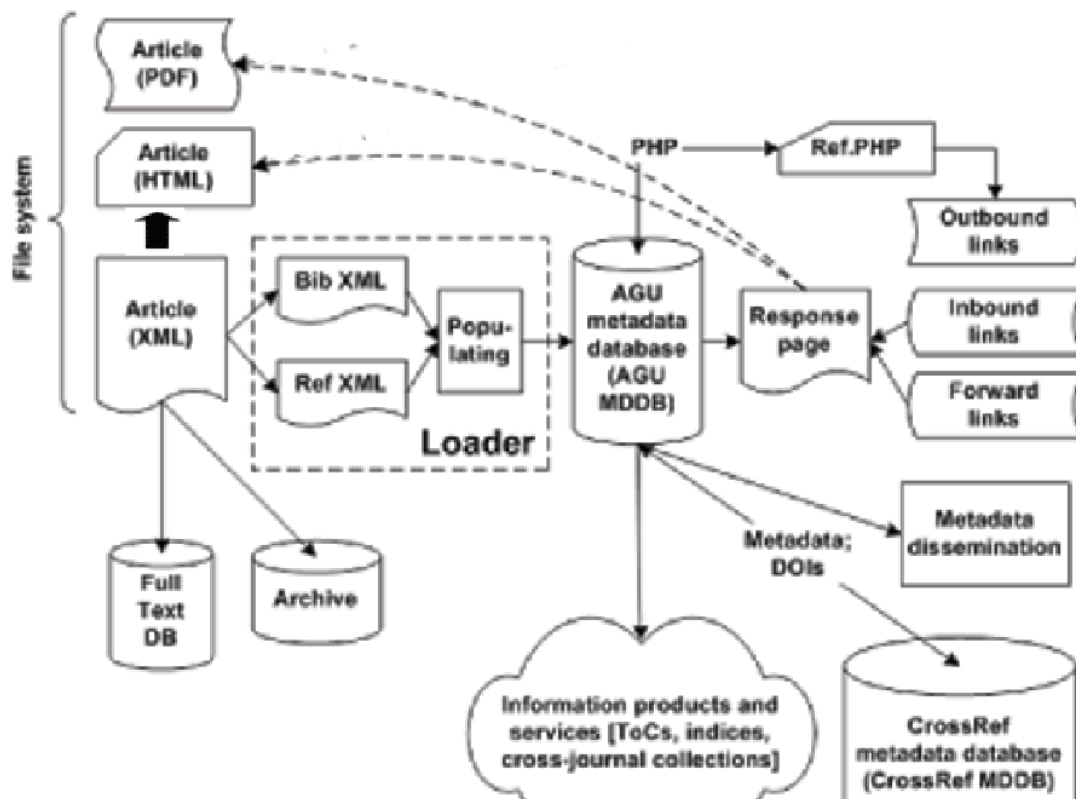 File system
Article
(PDF)
Article
(HTML)
Article
(XML)
Bib XML
Ref XML
Popu-
lating
Loader
Full
Text
DB
Archive
PHP
Ref.PHP
Outbound
links
AGU
metadata
database
(AGU
MDDB)
Response
page
Inbound
links
Forward
links
Metadata;
DOIs
Metadada
dissemination
Information products and
services [ToCs, indices,
cross-journal collections]
CrossRef
metadata database
(CrossRef MDDB)